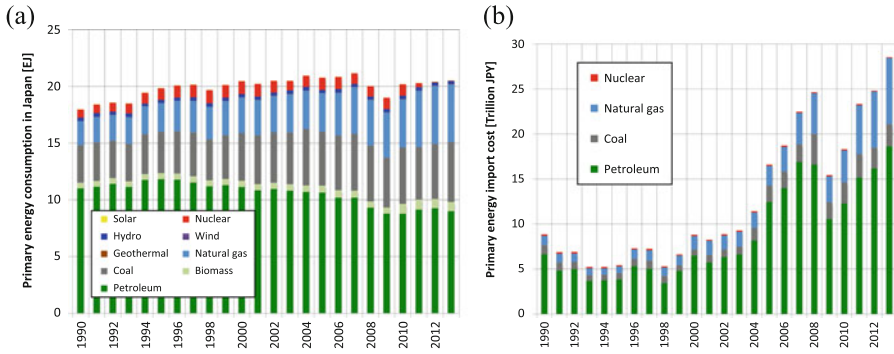 (a)
Primary energy consumption in Japan [EJ]
25
20
15
10
5
0
Solar
Nuclear
Hydro
Wind
Geothermal
Natural gas
Coal
Biomass
Petroleum
1990
1992
1994
1996
1998
2000
2002
2004
2006
2008
2010
2012
(b)
Primary energy import cost [Trillion JPY]
30
25
20
15
10
5
0
Nuclear
Natural gas
Coal
Petroleum
1990
1992
1994
1996
1998
2000
2002
2004
2006
2008
2010
2012